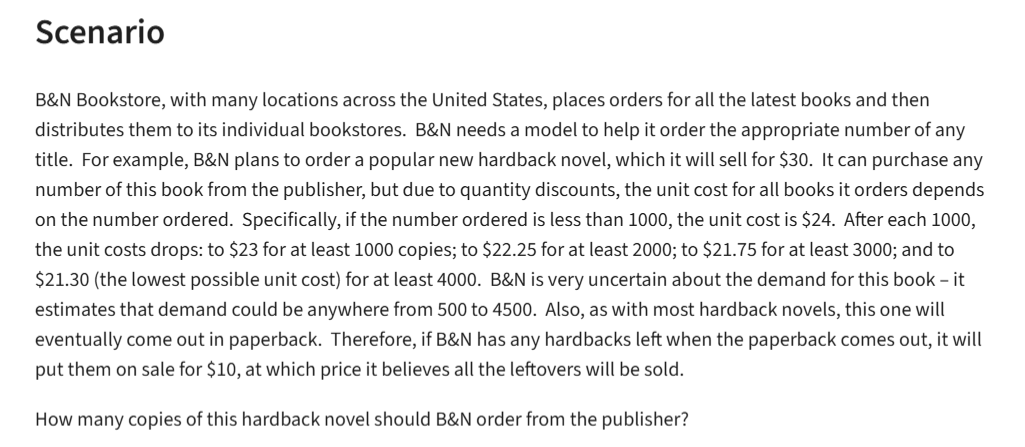 Scenario
B&N Bookstore, with many locations across the United States, places orders for all the latest books and then
distributes them to its individual bookstores.  B&N needs a model to help it order the appropriate number of any
title.  For example, B&N plans to order a popular new hardback novel, which it will sell for $30.  It can purchase any
number of this book from the publisher, but due to quantity discounts, the unit cost for all books it orders depends
on the number ordered.  Specifically, if the number ordered is less than 1000, the unit cost is $24.  After each 1000,
the unit costs drops: to $23 for at least 1000 copies; to $22.25 for at least 2000; to $21.75 for at least 3000; and to
$21.30 (the lowest possible unit cost) for at least 4000.  B&N is very uncertain about the demand for this book – it
estimates that demand could be anywhere from 500 to 4500.  Also, as with most hardback novels, this one will
eventually come out in paperback.  Therefore, if B&N has any hardbacks left when the paperback comes out, it will
put them on sale for $10, at which price it believes all the leftovers will be sold.
How many copies of this hardback novel should B&N order from the publisher?